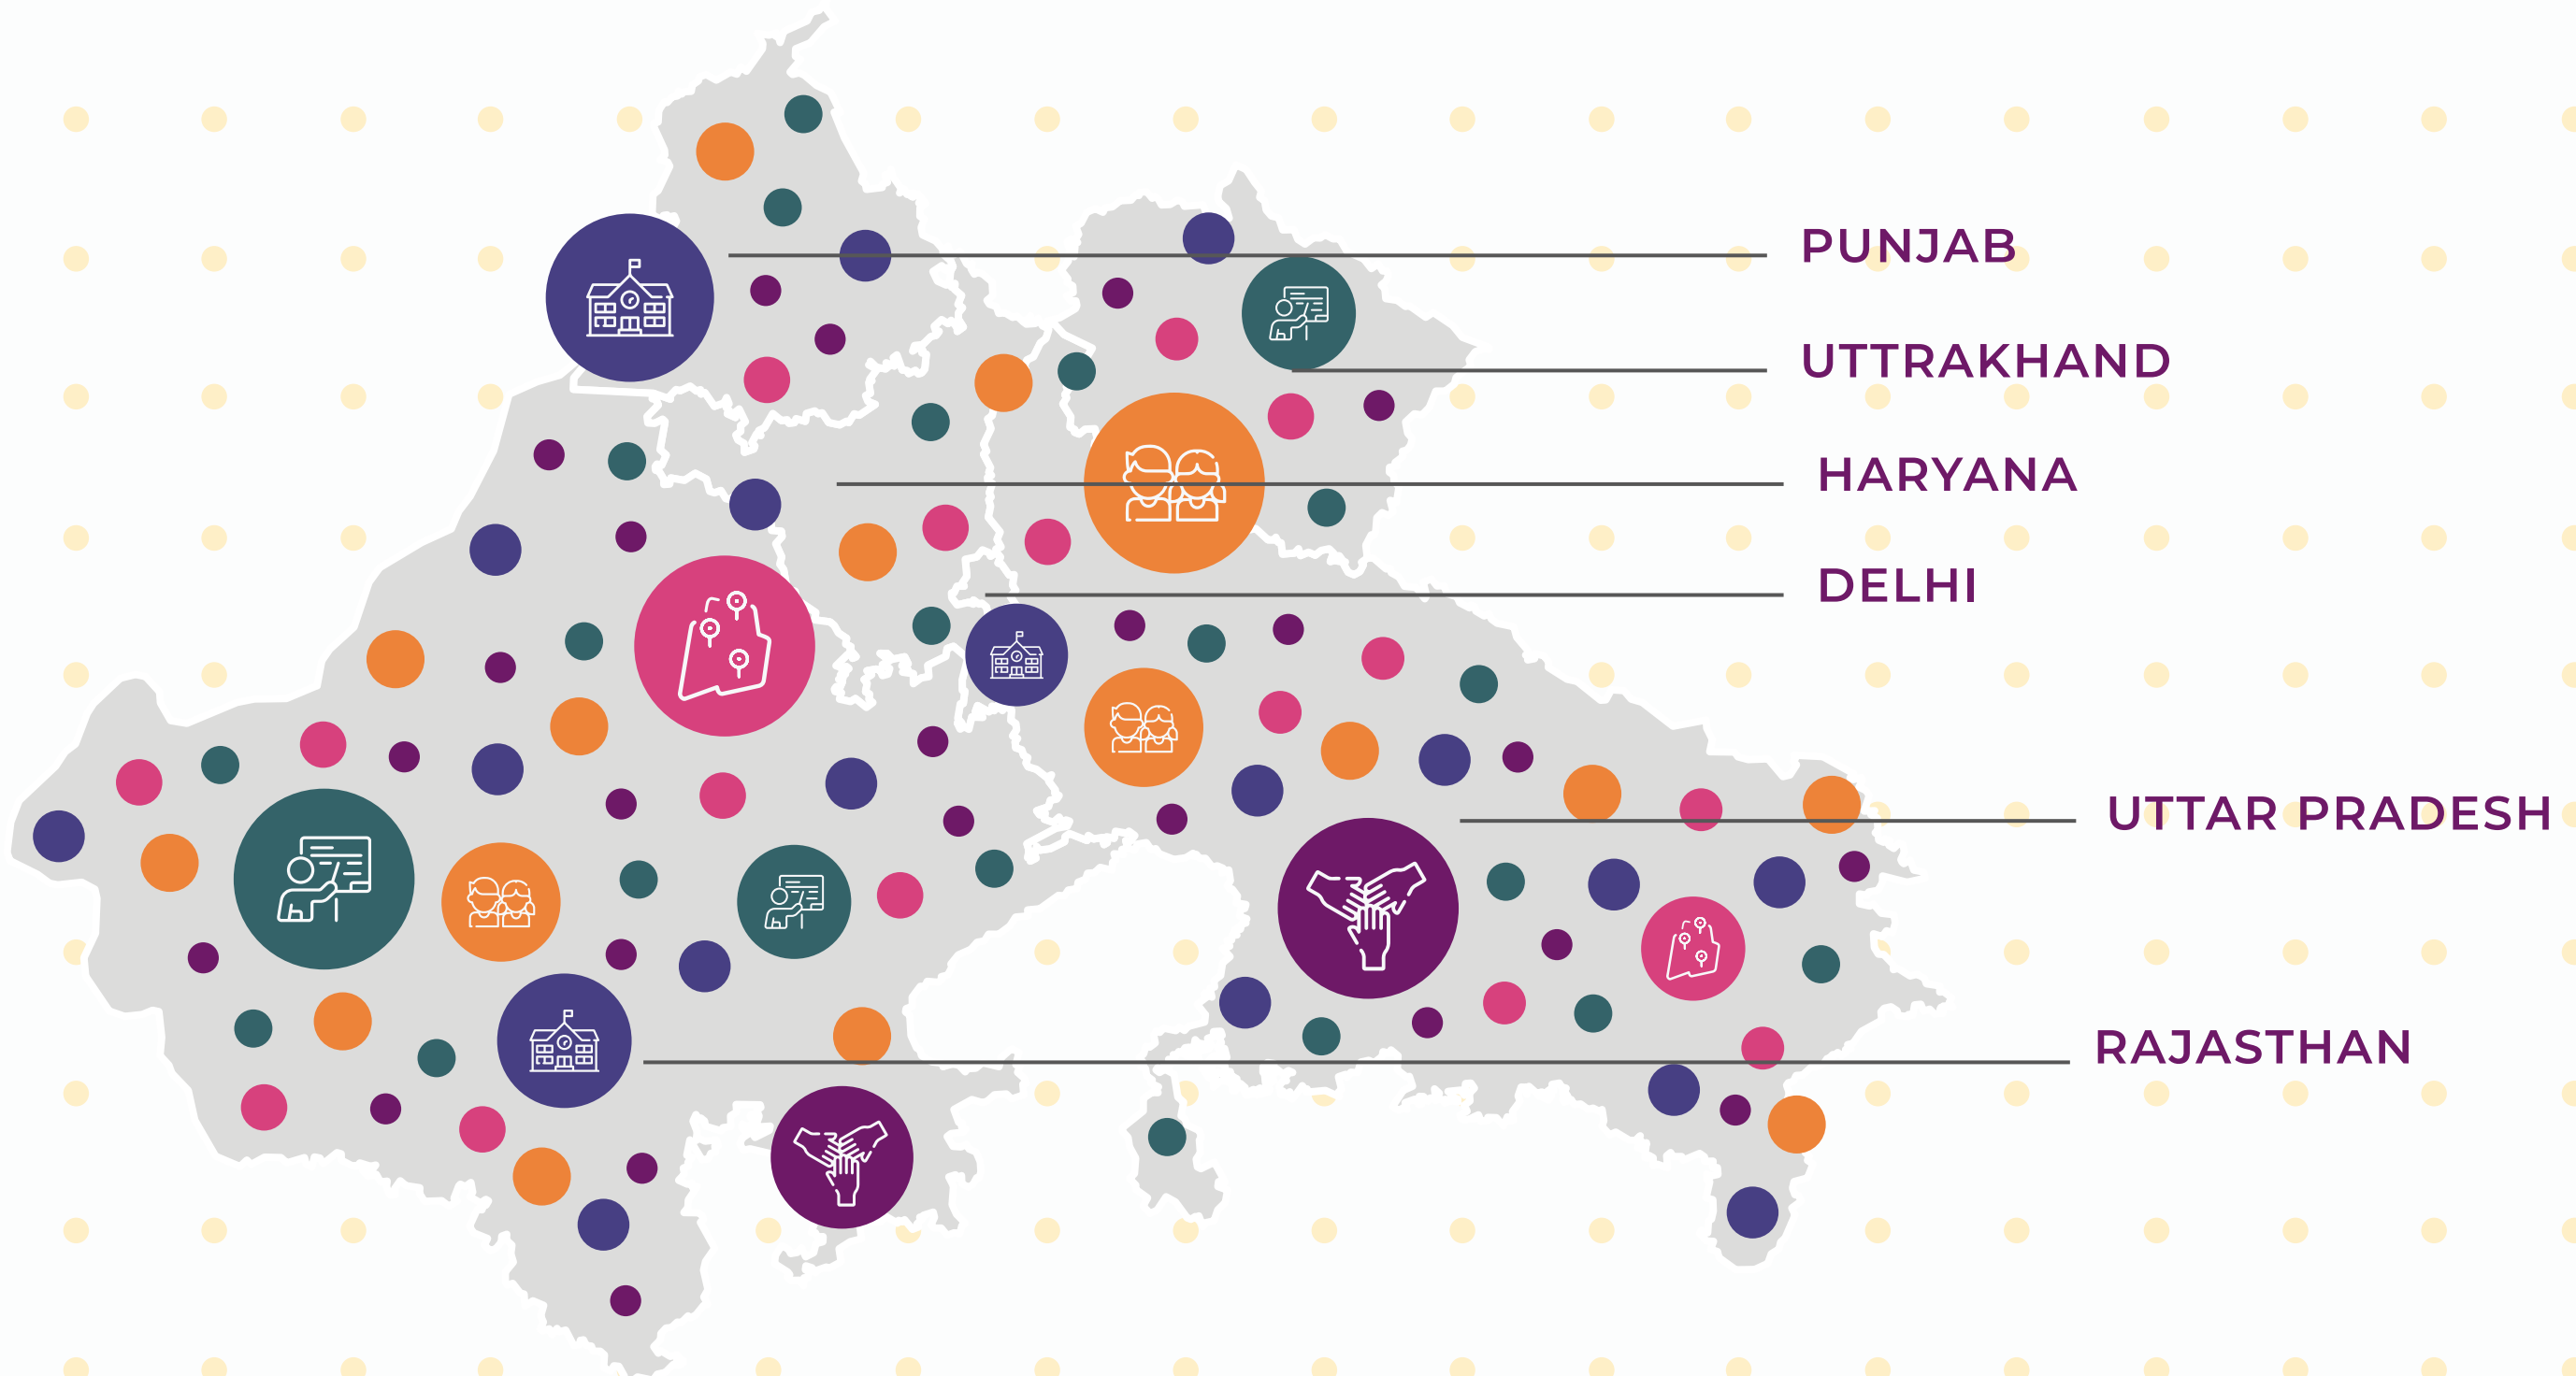 PUNJAB
UTTRAKHAND
HARYANA
DELHI
UTTAR PRADESH
RAJASTHAN